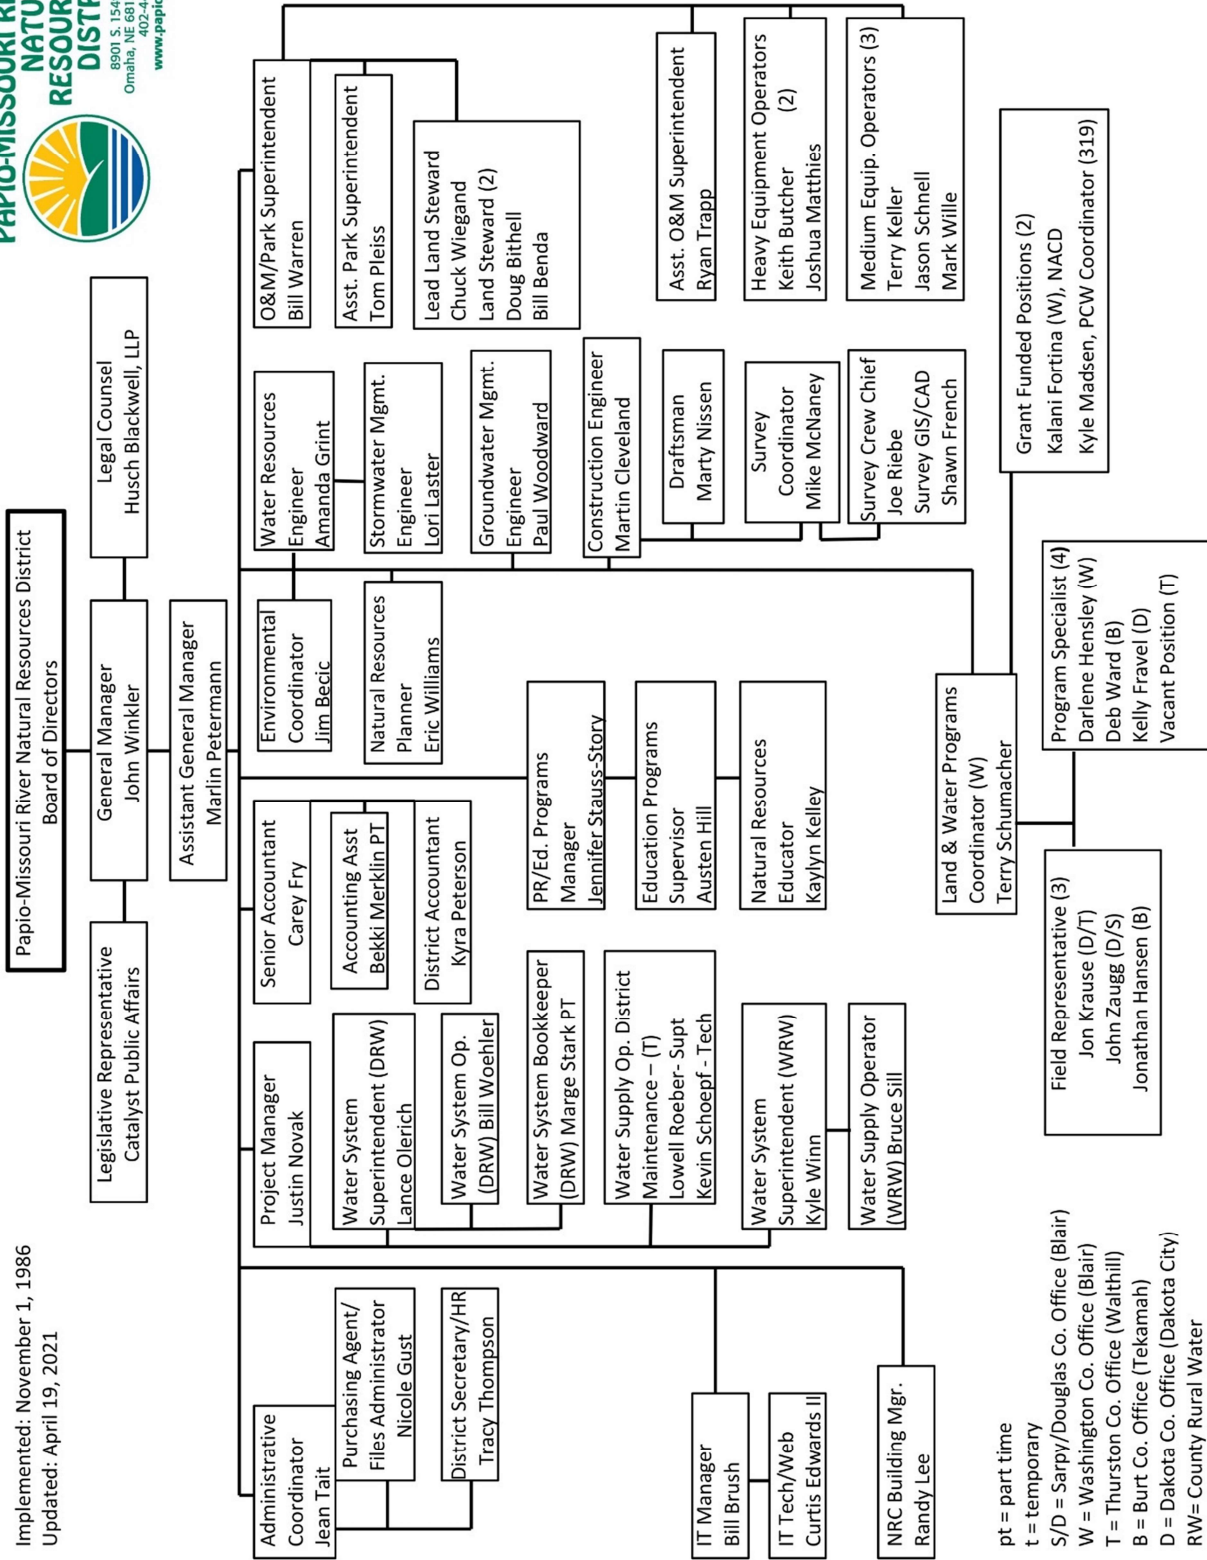 Implemented: November 1, 1986
Updated: April 19, 2021
NATU
RESOUR
DISTR
8901 S. 154
Omaha, NE 681
402-4
www.papic
Papio-Missouri River Natural Resources District
Board of Directors
Legislative Representative
Catalyst Public Affairs
General Manager
John Winkler
Legal Counsel
Husch Blackwell, LLP
Assistant General Manager
Marlin Petermann
Administrative
Coordinator
Jean Tait
Purchasing Agent/
Files Administrator
Nicole Gust
District Secretary/HR
Tracy Thompson
IT Manager
Bill Brush
IT Tech/Web
Curtis Edwards II
NRC Building Mgr.
Randy Lee
Project Manager
Justin Novak
Water System
Superintendent (DRW)
Lance Olerich
Water System Op.
(DRW) Bill Woehler
Water System Bookkeeper
(DRW) Marge Stark PT
Water Supply Op. District
Maintenance – (T)
Lowell Roeber- Supt
Kevin Schoepf - Tech
Water System
Superintendent (WRW)
Kyle Winn
Water Supply Operator
(WRW) Bruce Sill
Senior Accountant
Carey Fry
Accounting Asst
Bekki Merklin PT
District Accountant
Kyra Peterson
PR/Ed. Programs
Manager
Jennifer Stauss-Story
Education Programs
Supervisor
Austen Hill
Natural Resources
Educator
Kaylyn Kelley
Environmental
Coordinator
Jim Becic
Natural Resources
Planner
Eric Williams
Water Resources
Engineer
Amanda Grint
Stormwater Mgmt.
Engineer
Lori Laster
Groundwater Mgmt.
Engineer
Paul Woodward
Construction Engineer
Martin Cleveland
Draftsman
Marty Nissen
Survey
Coordinator
Mike McNaney
Survey Crew Chief
Joe Riebe
Survey GIS/CAD
Shawn French
O&M/Park Superintendent
Bill Warren
Asst. Park Superintendent
Tom Pleiss
Lead Land Steward
Chuck Wiegand
Land Steward (2)
Doug Bithell
Bill Benda
Asst. O&M Superintendent
Ryan Trapp
Heavy Equipment Operators
(2)
Keith Butcher
Joshua Matthies
Medium Equip. Operators (3)
Terry Keller
Jason Schnell
Mark Wille
Land & Water Programs
Coordinator (W)
Terry Schumacher
Grant Funded Positions (2)
Kalani Fortina (W), NACD
Kyle Madsen, PCW Coordinator (319)
Field Representative (3)
Jon Krause (D/T)
John Zaugg (D/S)
Jonathan Hansen (B)
Program Specialist (4)
Darlene Hensley (W)
Deb Ward (B)
Kelly Fravel (D)
Vacant Position (T)
pt = part time
t = temporary
S/D = Sarpy/Douglas Co. Office (Blair)
W = Washington Co. Office (Blair)
T = Thurston Co. Office (Walthill)
B = Burt Co. Office (Tekamah)
D = Dakota Co. Office (Dakota City)
RW= County Rural Water